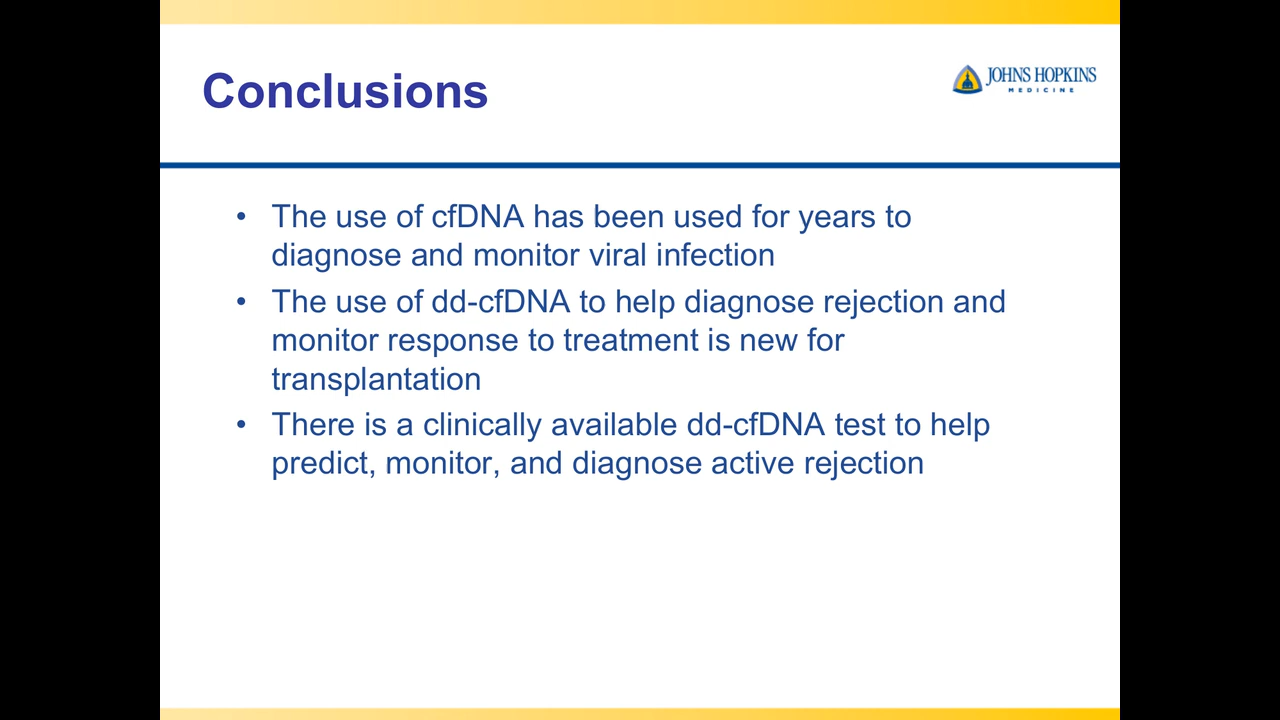 Conclusions
JOHNS HOPKINS
MEDICINE
• The use of cfDNA has been used for years to
diagnose and monitor viral infection
• The use of dd-cfDNA to help diagnose rejection and
monitor response to treatment is new for
transplantation
• There is a clinically available dd-cfDNA test to help
predict, monitor, and diagnose active rejection